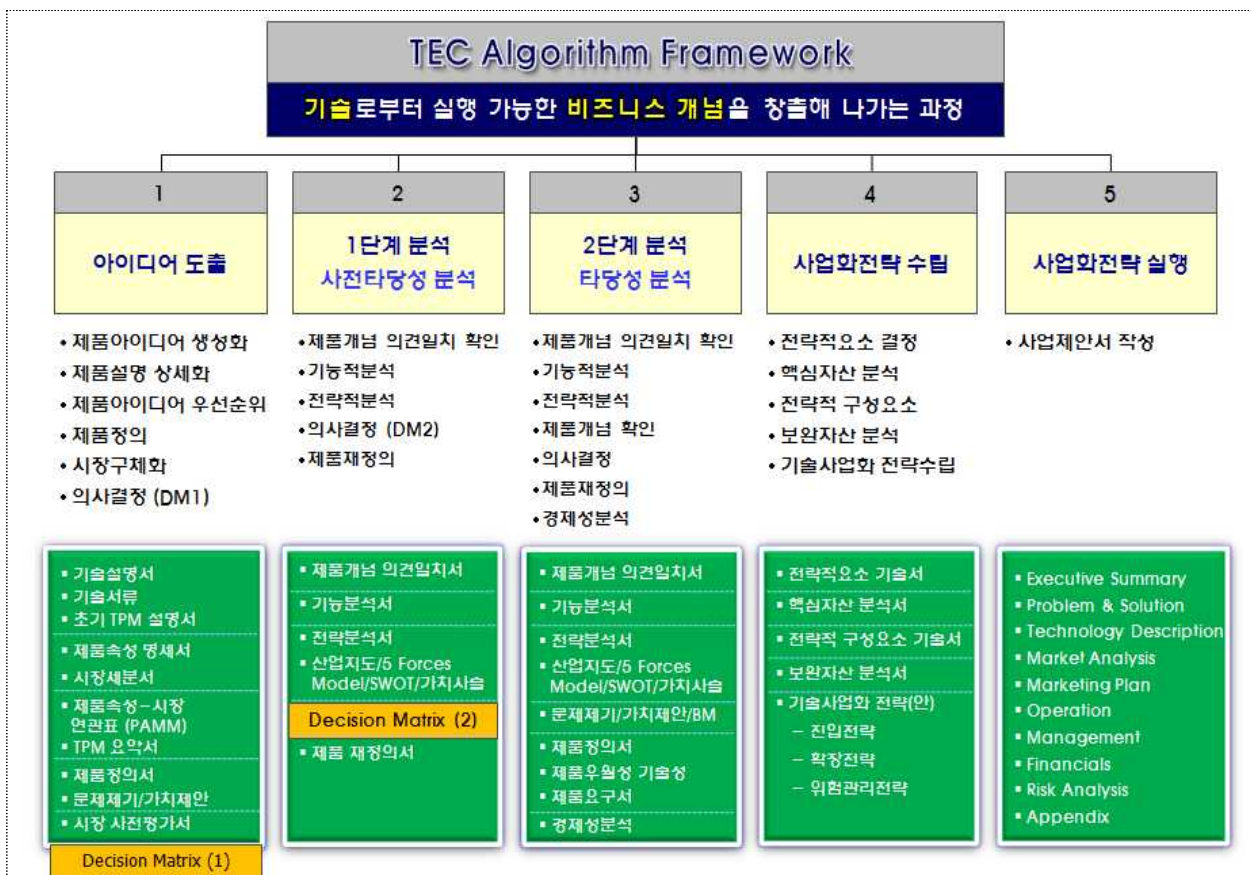 TEC Algorithm Framework
기술로부터 실행 가능한 비즈니스 개념을 창출해 나가는 과정
1
아이디어 도출
• 제품아이디어 생성화
• 제품설명 상세화
• 제품아이디어 우선순위
• 제품정의
• 시장구체화
• 의사결정 (DM1)
▪ 기술설명서
▪ 기술서류
▪ 초기 TPM 설명서
▪ 제품속성 명세서
▪ 시장세분서
▪ 제품속성-시장
연관표 (PAMM)
▪ TPM 요약서
▪ 제품정의서
▪ 문제제기/가치제안
▪ 시장 사전평가서
Decision Matrix (1)
2
1단계 분석
사전타당성 분석
• 제품개념 의견일치 확인
• 기능적분석
• 전략적분석
• 의사결정 (DM2)
• 제품재정의
▪ 제품개념 의견일치서
▪ 기능분석서
▪ 전략분석서
▪ 산업지도/5 Forces
Model/SWOT/가치사슬
Decision Matrix (2)
▪ 제품 재정의서
3
2단계 분석
타당성 분석
• 제품개념 의견일치 확인
• 기능적분석
• 전략적분석
• 제품개념 확인
• 의사결정
• 제품재정의
• 경제성분석
▪ 제품개념 의견일치서
▪ 기능분석서
▪ 전략분석서
▪ 산업지도/5 Forces
Model/SWOT/가치사슬
▪ 문제제기/가치제안/BM
▪ 제품정의서
▪ 제품우월성 기술성
▪ 제품요구서
▪ 경제성분석
4
사업화전략 수립
• 전략적요소 결정
• 핵심자산 분석
• 전략적 구성요소
• 보완자산 분석
• 기술사업화 전략수립
▪ 전략적요소 기술서
▪ 핵심자산 분석서
▪ 전략적 구성요소 기술서
▪ 보완자산 분석서
▪ 기술사업화 전략(안)
– 진입전략
– 확장전략
– 위험관리전략
5
사업화전략 실행
• 사업제안서 작성
▪ Executive Summary
▪ Problem & Solution
▪ Technology Description
▪ Market Analysis
▪ Marketing Plan
▪ Operation
▪ Management
▪ Financials
▪ Risk Analysis
▪ Appendix